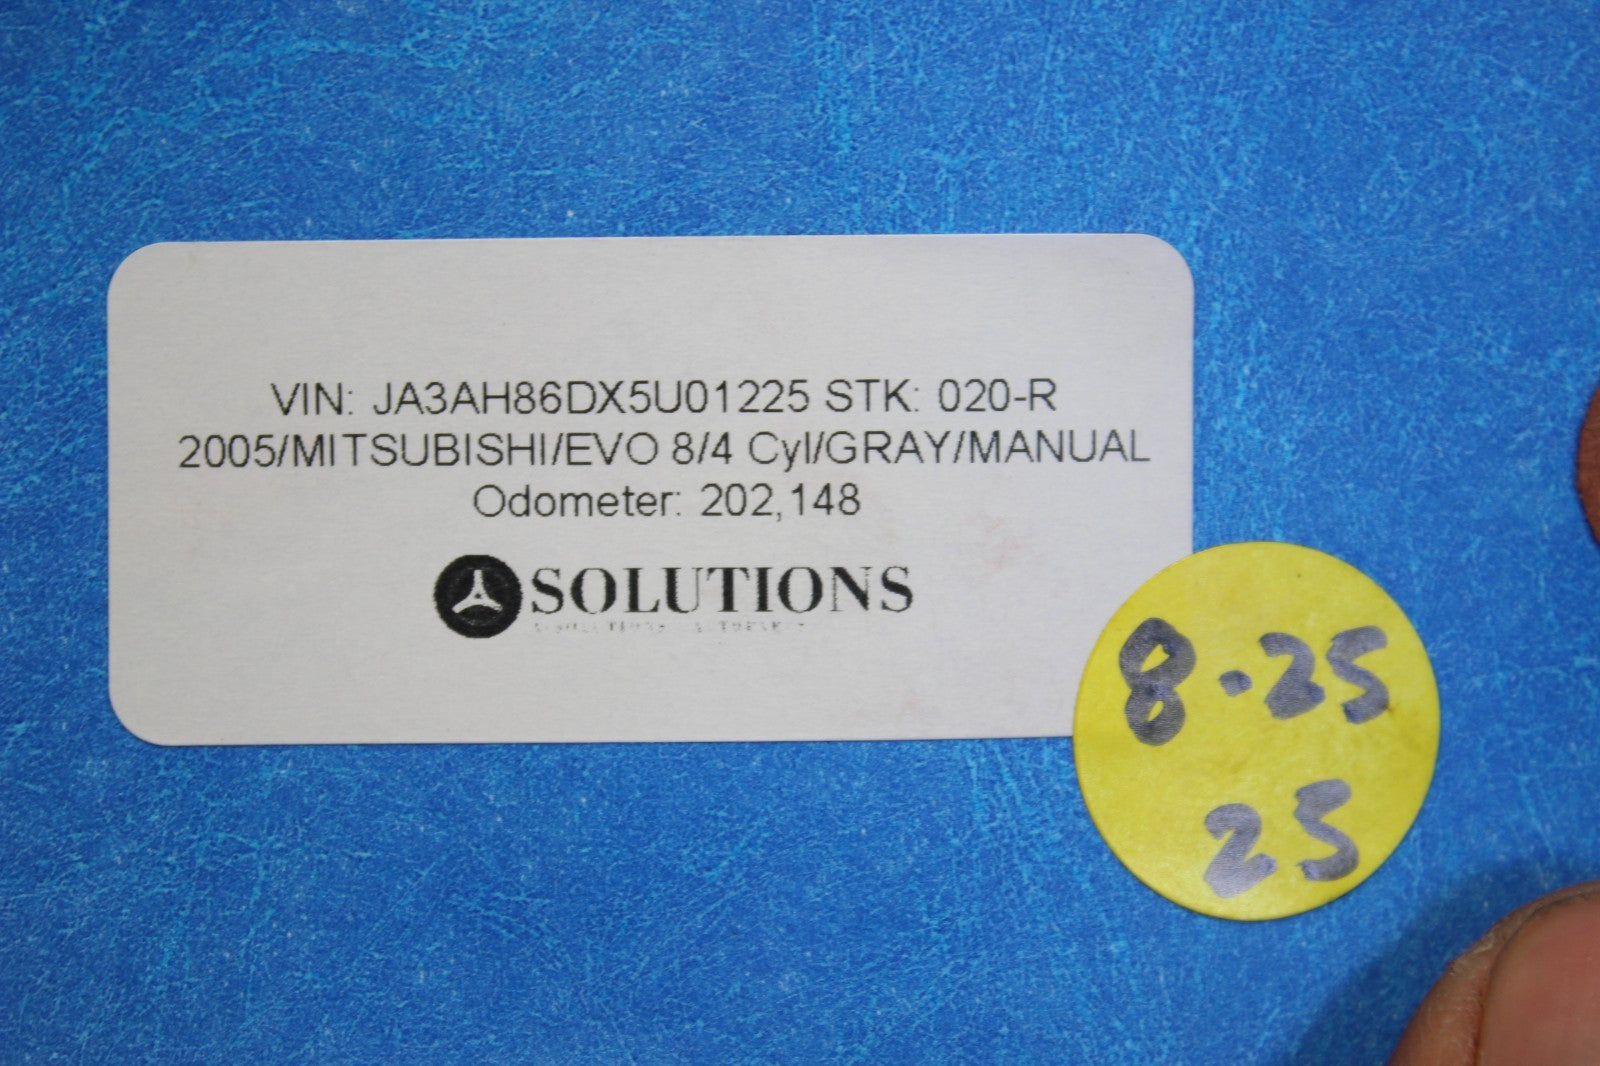 VIN: JA3AH86DX5U01225 STK: 020-R
2005/MITSUBISHI/EVO 8/4 Cyl/GRAY/MANUAL
Odometer: 202,148
SOLUTIONS
8.25
25